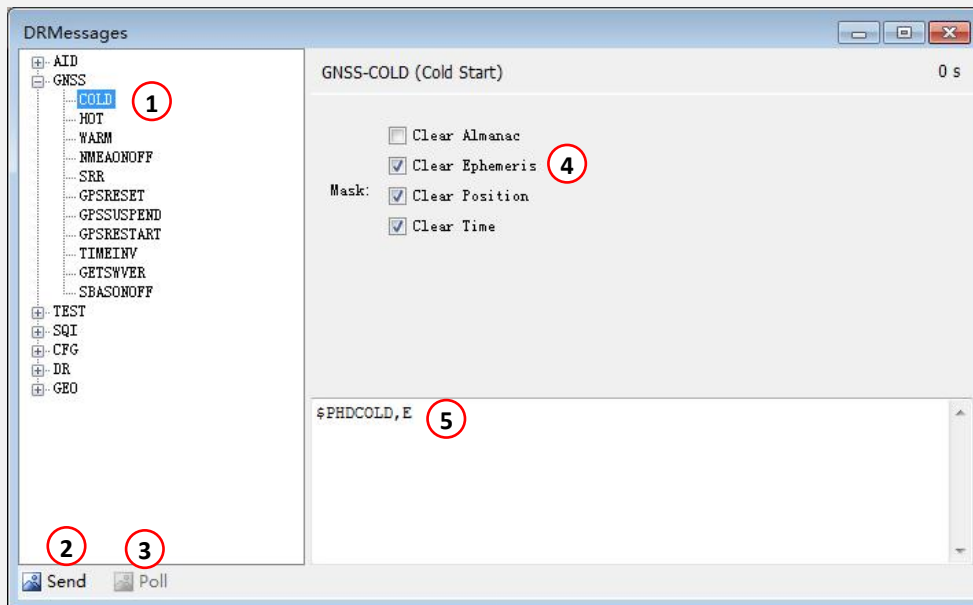 DRMessages
AID
GNSS
COLD
1
HOT
WARM
NMEAONOFF
SRR
GPSRESET
GPSSUSPEND
GPSRESTART
TIMEINV
GETSWVER
SBASONOFF
TEST
SQI
CFG
DR
GEO
GNSS-COLD (Cold Start) 0 s
Clear Almanac
Clear Ephemeris 4
Mask: Clear Position
Clear Time
$PHDCOLD,E 5
2 3
Send Poll